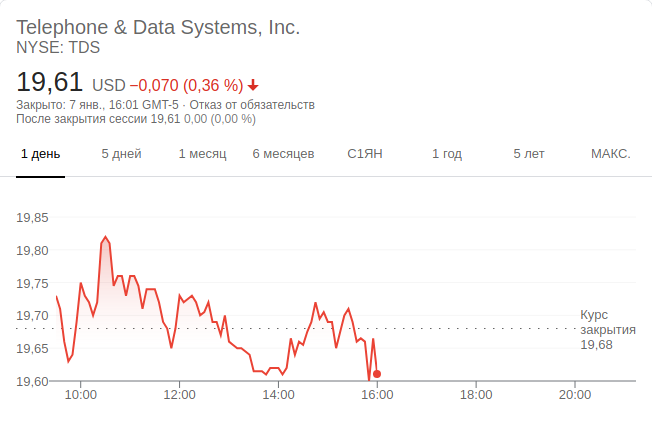 Telephone & Data Systems, Inc.
NYSE: TDS
19,61 USD −0,070 (0,36 %)
Закрыто: 7 янв., 16:01 GMT-5 · Отказ от обязательств
После закрытия сессии 19,61 0,00 (0,00 %)
1 день 5 дней 1 месяц 6 месяцев С1ЯН 1 год 5 лет МАКС.
19,85
19,80
19,75
19,70
19,65
19,60
Курс
закрытия
19,68
10:00 12:00 14:00 16:00 18:00 20:00